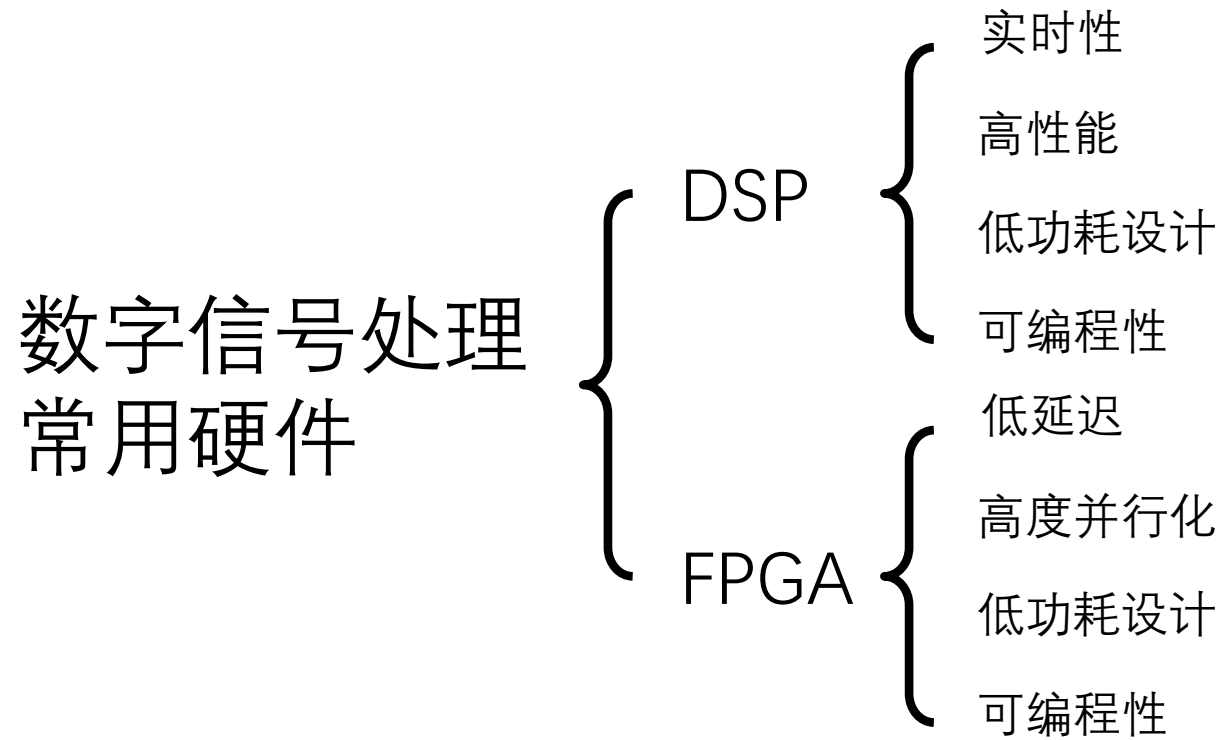 数字信号处理
常用硬件
DSP
实时性
高性能
低功耗设计
可编程性
FPGA
低延迟
高度并行化
低功耗设计
可编程性